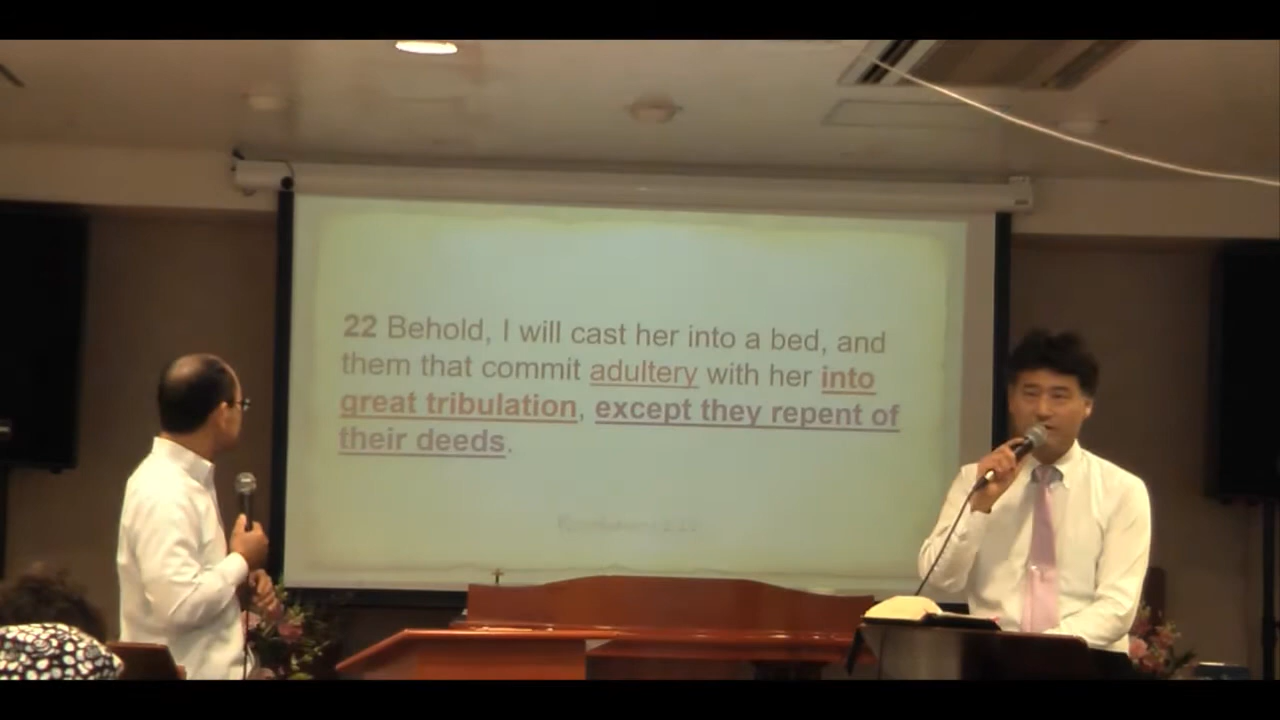 22 Behold, I will cast her into a bed, and
them that commit adultery with her into
great tribulation, except they repent of
their deeds.